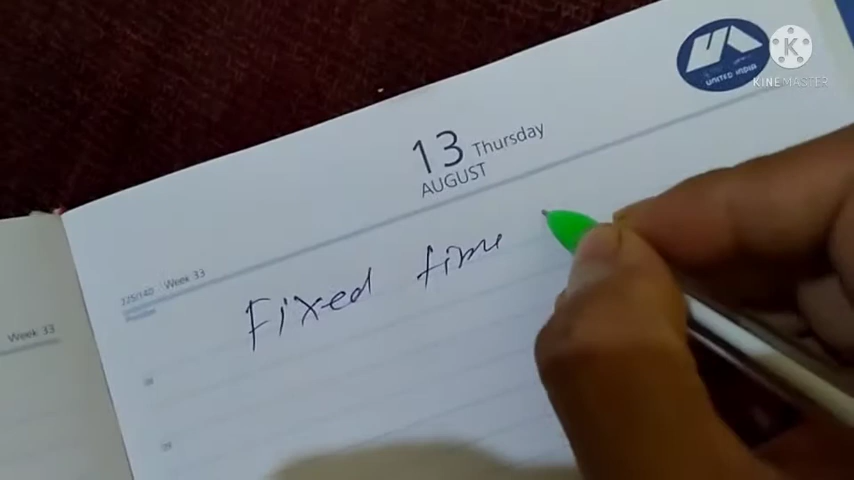 UNITED INDIA
KINEMASTER
13 Thursday
AUGUST
Week 33
Week 33
Fixed time